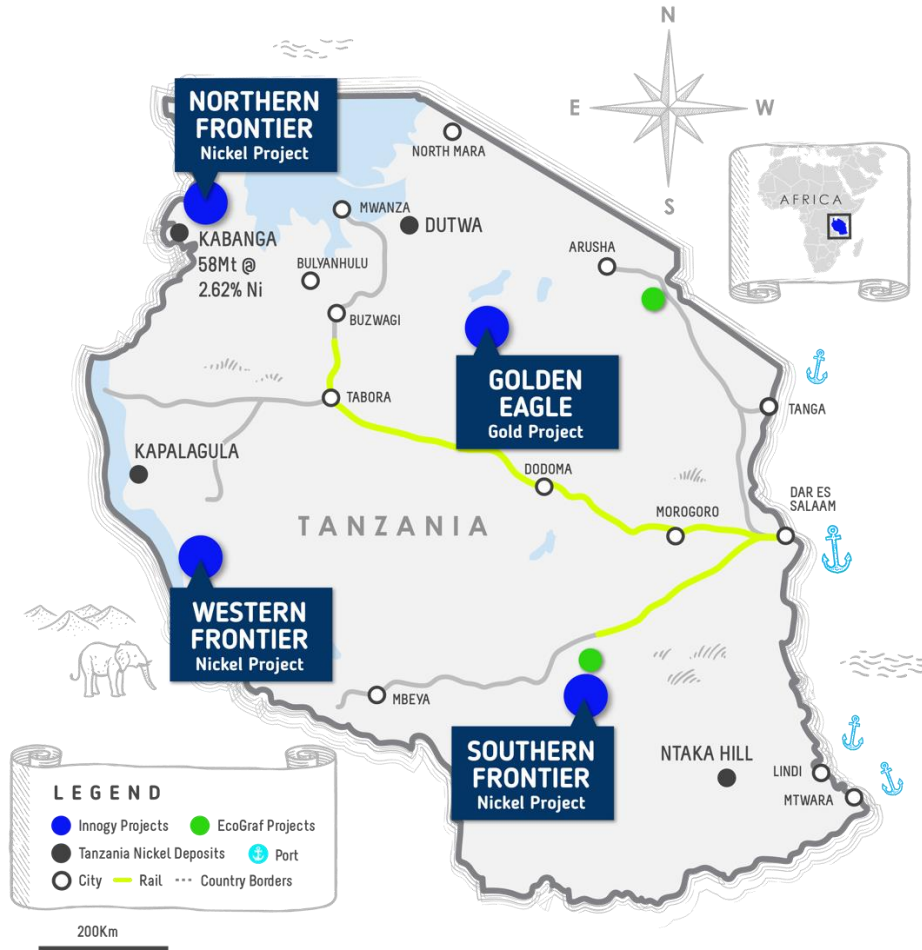 N
E
W
S
NORTHERN
FRONTIER
Nickel Project
NORTH MARA
AFRICA
MWANZA
DUTWA
KABANGA
58Mt @
2.62% Ni
BULYANHULU
ARUSHA
BUZWAGI
GOLDEN
EAGLE
Gold Project
TABORA
TANGA
KAPALAGULA
DODOMA
DAR ES
SALAAM
MOROGORO
TANZANIA
WESTERN
FRONTIER
Nickel Project
MBEYA
SOUTHERN
FRONTIER
Nickel Project
NTAKA HILL
LINDI
MTWARA
LEGEND
Innogy Projects
EcoGraf Projects
Tanzania Nickel Deposits
Port
City
Rail
Country Borders
200Km